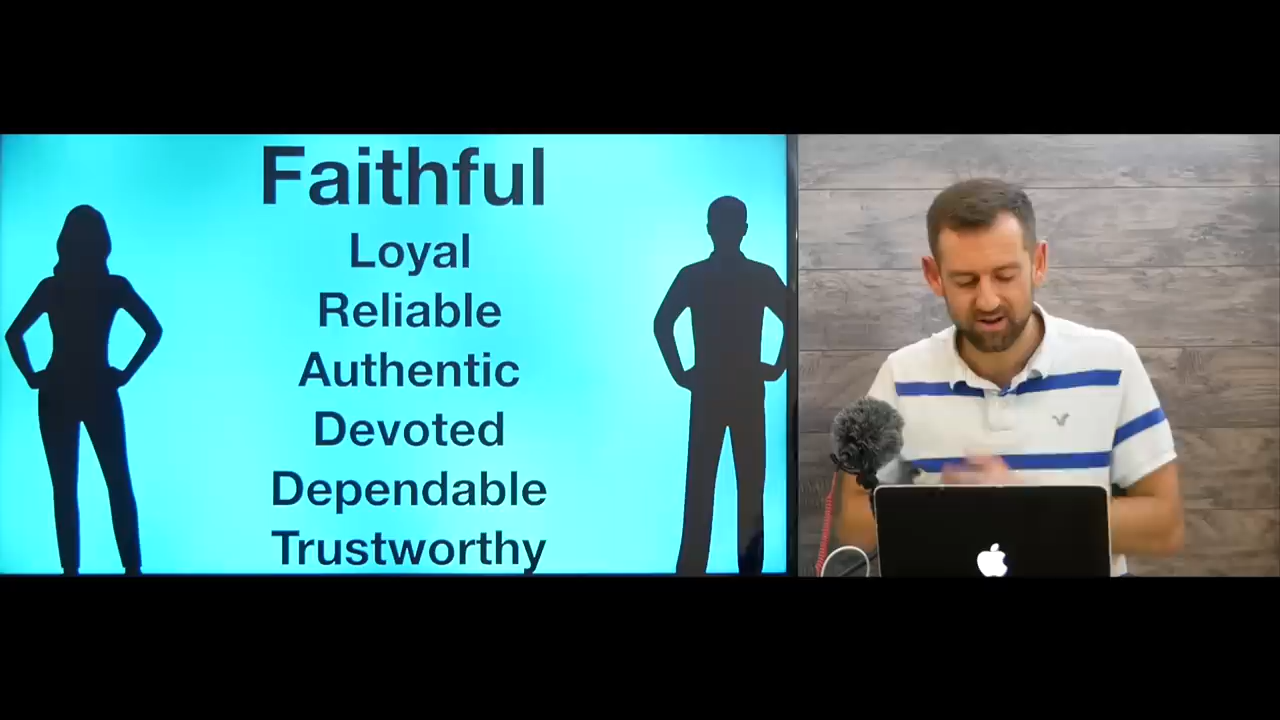 Faithful
Loyal
Reliable
Authentic
Devoted
Dependable
Trustworthy